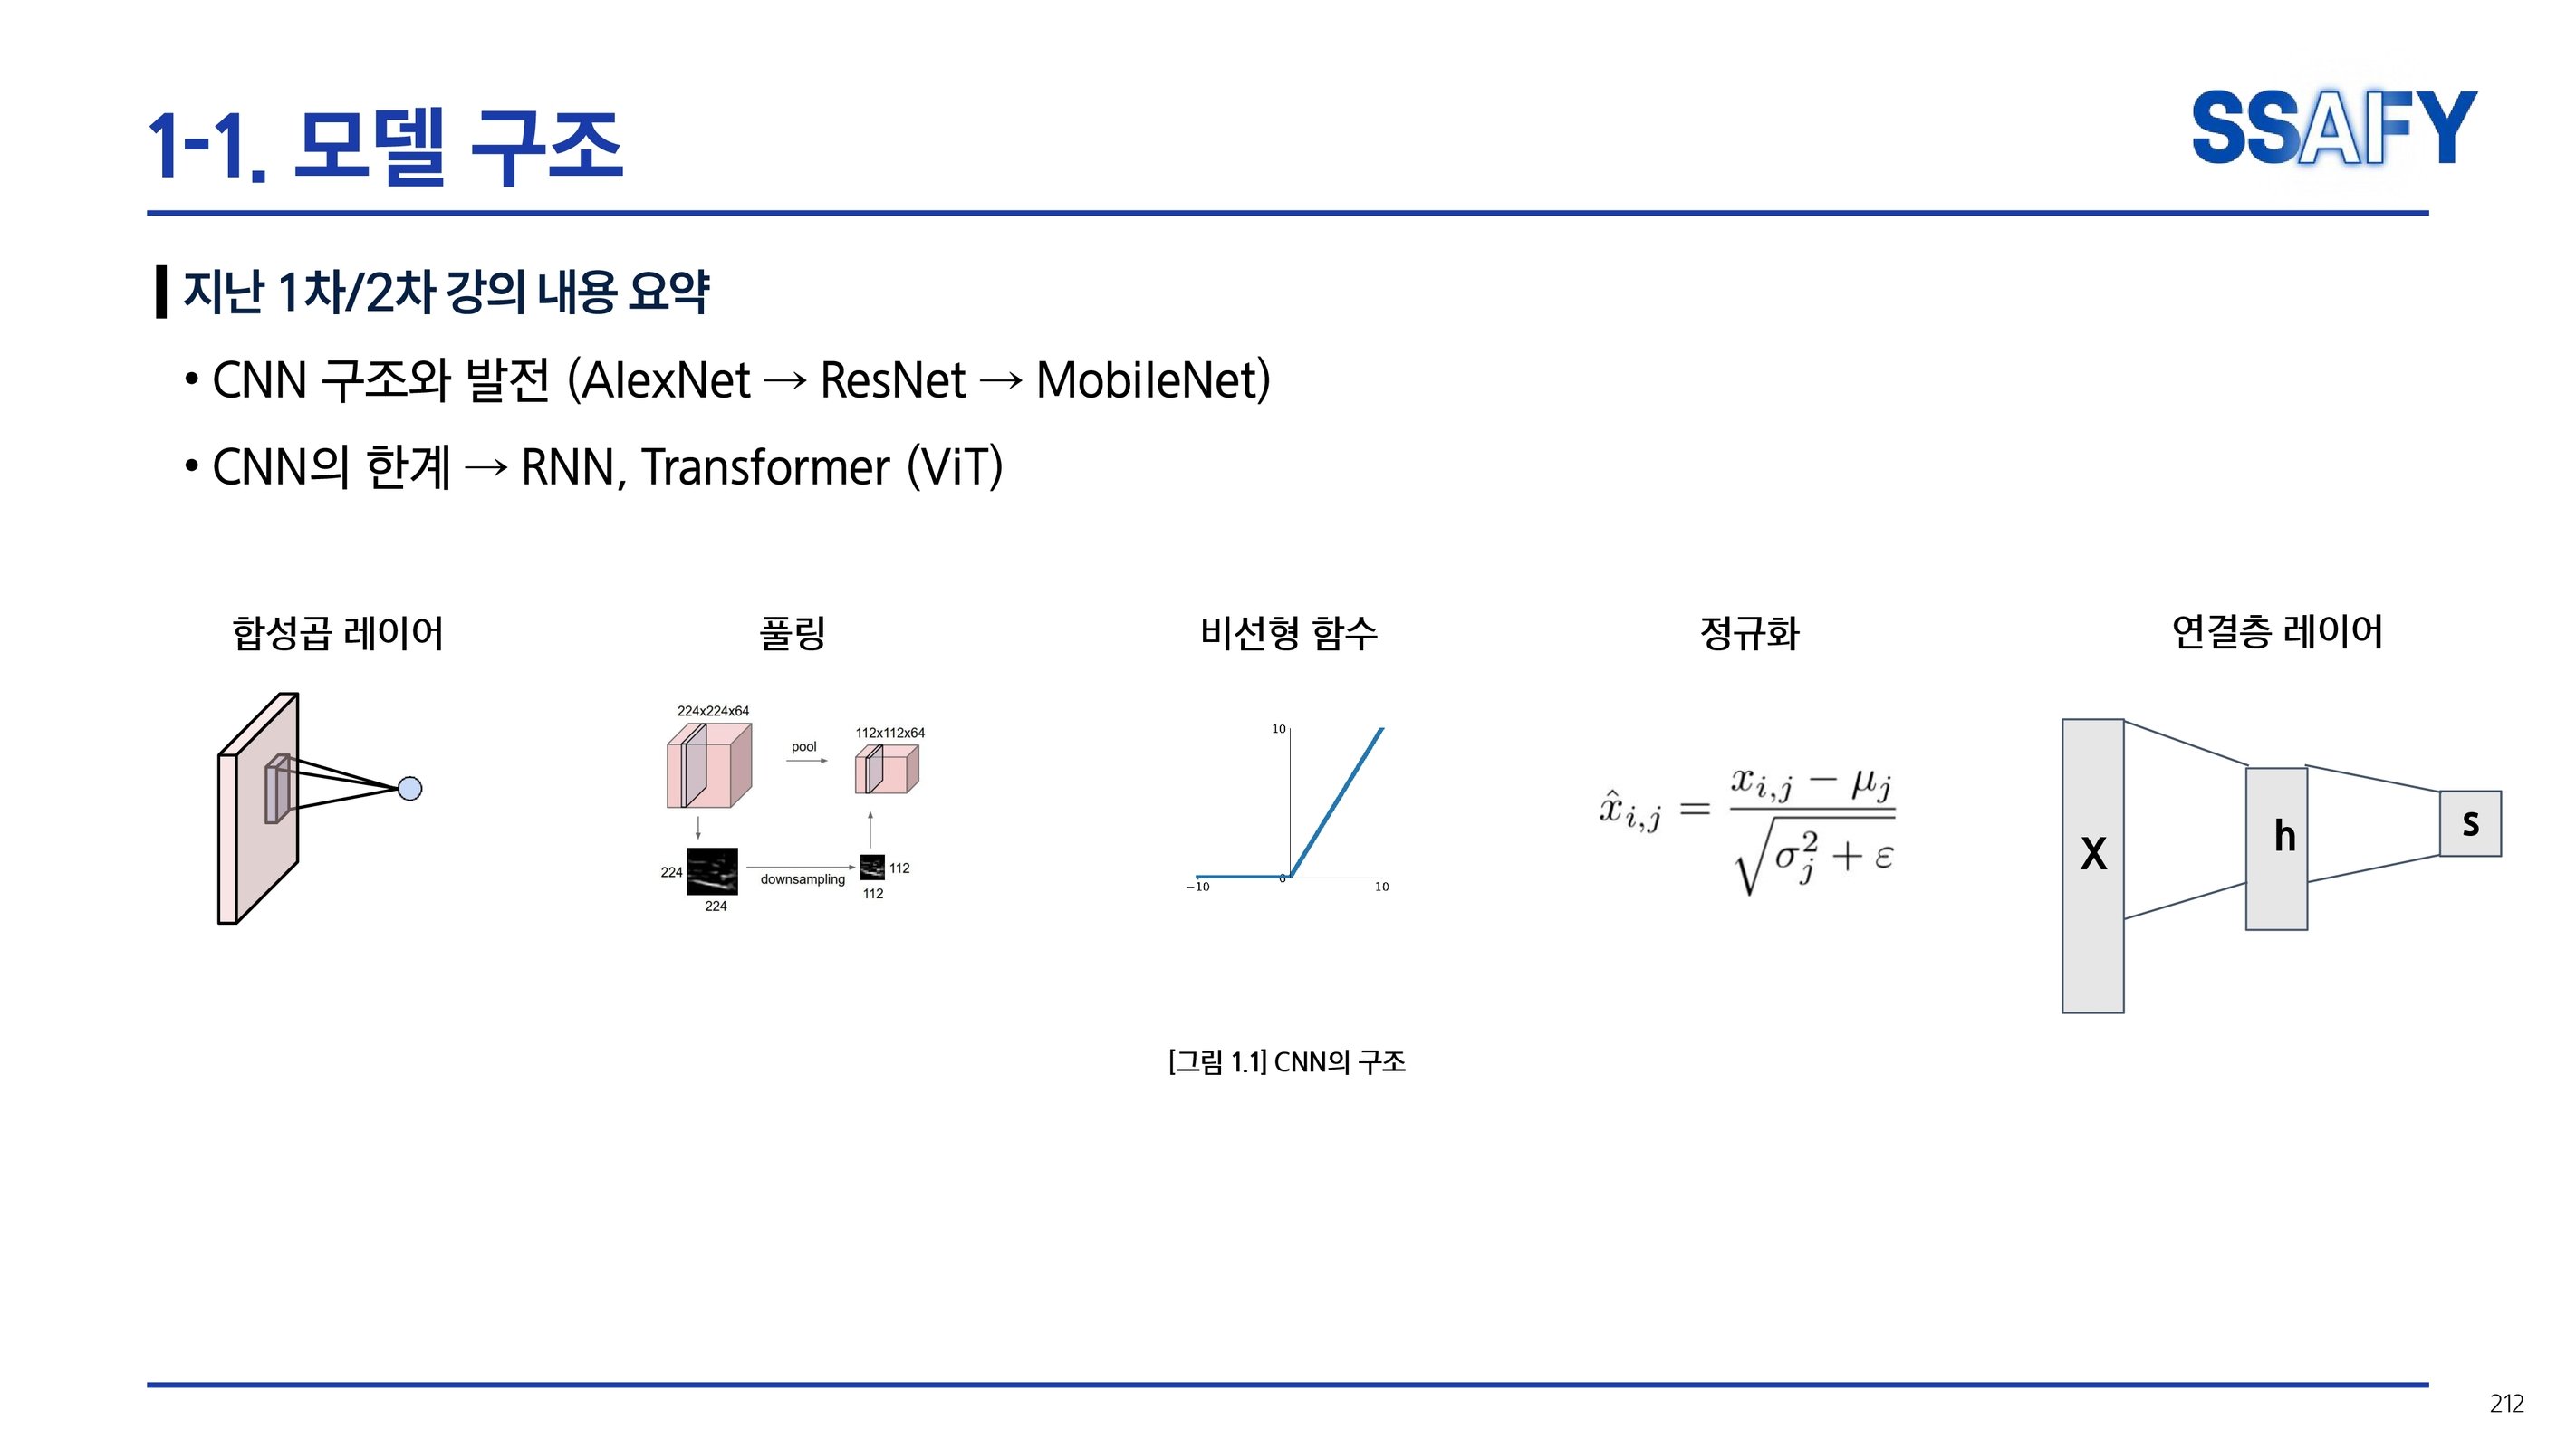 1-1. 모델 구조
SSAFY
지난 1차/2차 강의 내용 요약
• CNN 구조와 발전 (AlexNet → ResNet → MobileNet)
• CNN의 한계 → RNN, Transformer (ViT)
합성곱 레이어
풀링
비선형 함수
정규화
연결층 레이어
224x224x64
pool
112x112x64
224
downsampling
112
224
112
10
−10
0
10
x̂_{i,j} = \frac{x_{i,j} − μ_j}{\sqrt{σ_j^2 + ε}}
X
h
s
[그림 1.1] CNN의 구조
212